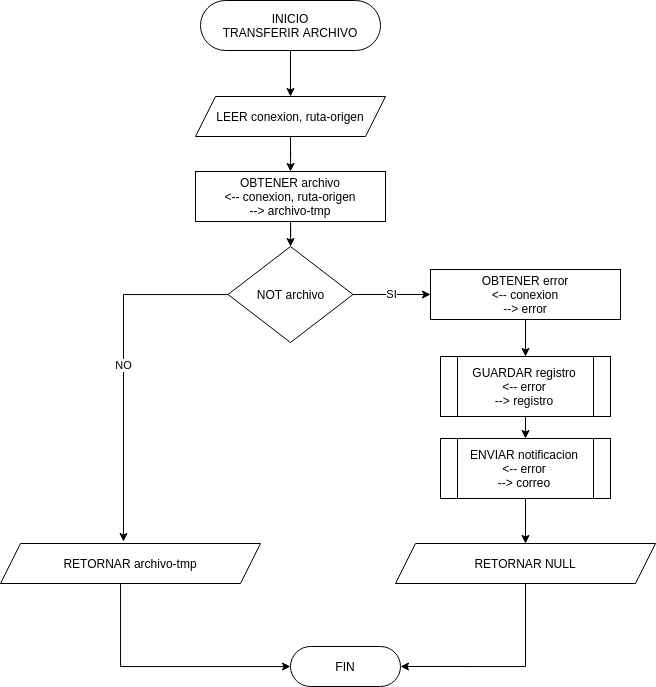 INICIO
TRANSFERIR ARCHIVO
LEER conexion, ruta-origen
OBTENER archivo
<-- conexion, ruta-origen
--> archivo-tmp
NOT archivo
SI
OBTENER error
<-- conexion
--> error
NO
GUARDAR registro
<-- error
--> registro
ENVIAR notificacion
<-- error
--> correo
RETORNAR archivo-tmp
RETORNAR NULL
FIN